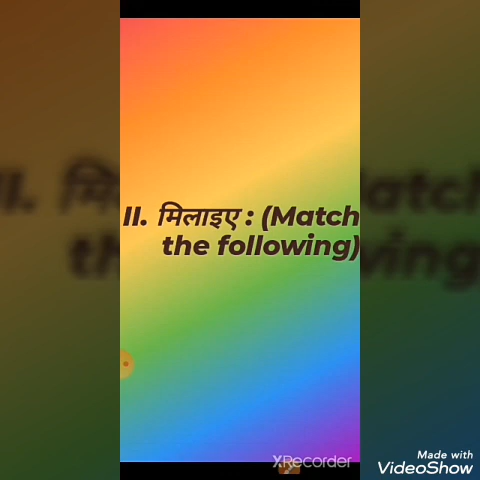 II. मिलाइए : (Match
the following)
XRecorder
Made with
VideoShow